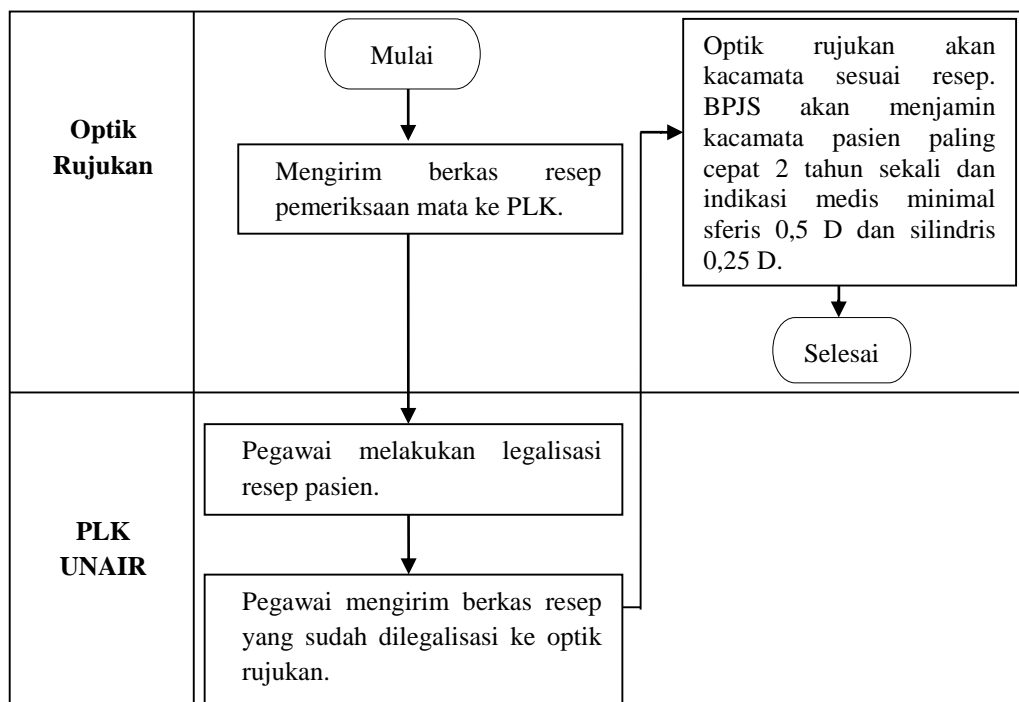 Optik
Rujukan
Mulai
Mengirim berkas resep
pemeriksaan mata ke PLK.
Optik rujukan akan
kacamata sesuai resep.
BPJS akan menjamin
kacamata pasien paling
cepat 2 tahun sekali dan
indikasi medis minimal
sferis 0,5 D dan silindris
0,25 D.
Selesai
PLK
UNAIR
Pegawai melakukan legalisasi
resep pasien.
Pegawai mengirim berkas resep
yang sudah dilegalisasi ke optik
rujukan.